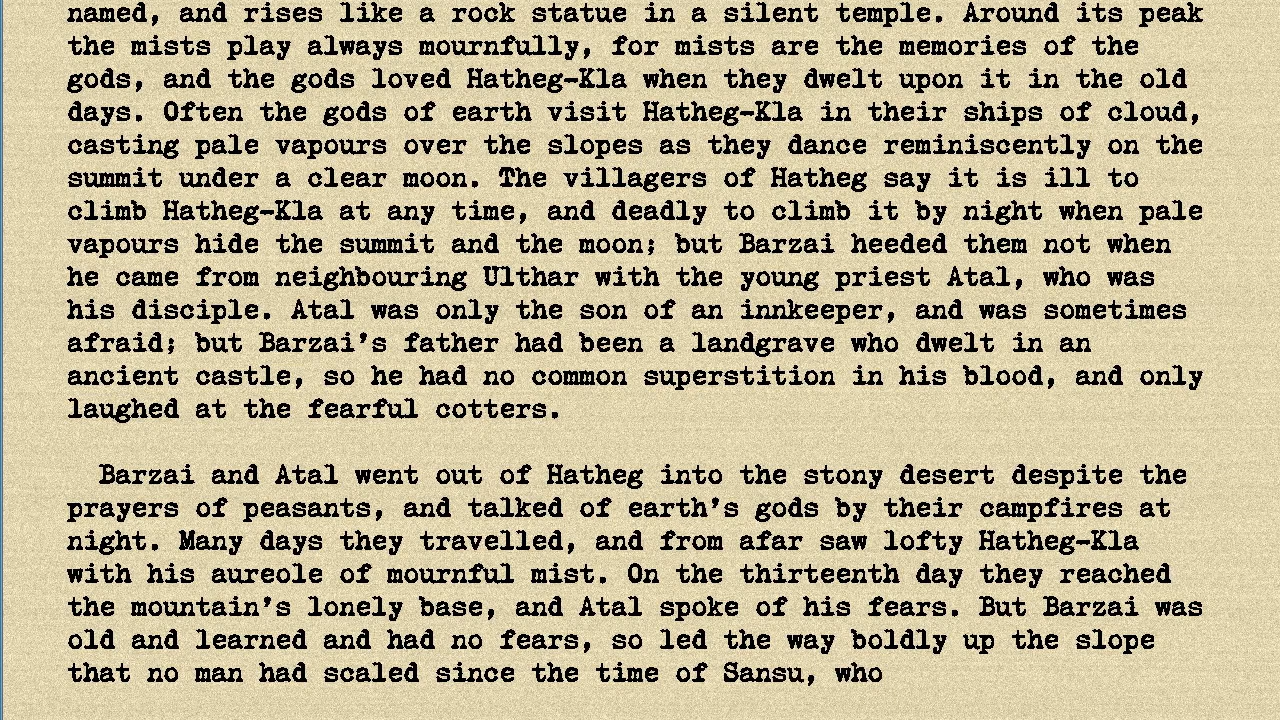 named, and rises like a rock statue in a silent temple. Around its peak
the mists play always mournfully, for mists are the memories of the
gods, and the gods loved Hatheg-Kla when they dwelt upon it in the old
days. Often the gods of earth visit Hatheg-Kla in their ships of cloud,
casting pale vapours over the slopes as they dance reminiscently on the
summit under a clear moon. The villagers of Hatheg say it is ill to
climb Hatheg-Kla at any time, and deadly to climb it by night when pale
vapours hide the summit and the moon; but Barzai heeded them not when
he came from neighbouring Ulthar with the young priest Atal, who was
his disciple. Atal was only the son of an innkeeper, and was sometimes
afraid; but Barzai's father had been a landgrave who dwelt in an
ancient castle, so he had no common superstition in his blood, and only
laughed at the fearful cotters.

Barzai and Atal went out of Hatheg into the stony desert despite the
prayers of peasants, and talked of earth's gods by their campfires at
night. Many days they travelled, and from afar saw lofty Hatheg-Kla
with his aureole of mournful mist. On the thirteenth day they reached
the mountain's lonely base, and Atal spoke of his fears. But Barzai was
old and learned and had no fears, so led the way boldly up the slope
that no man had scaled since the time of Sansu, who